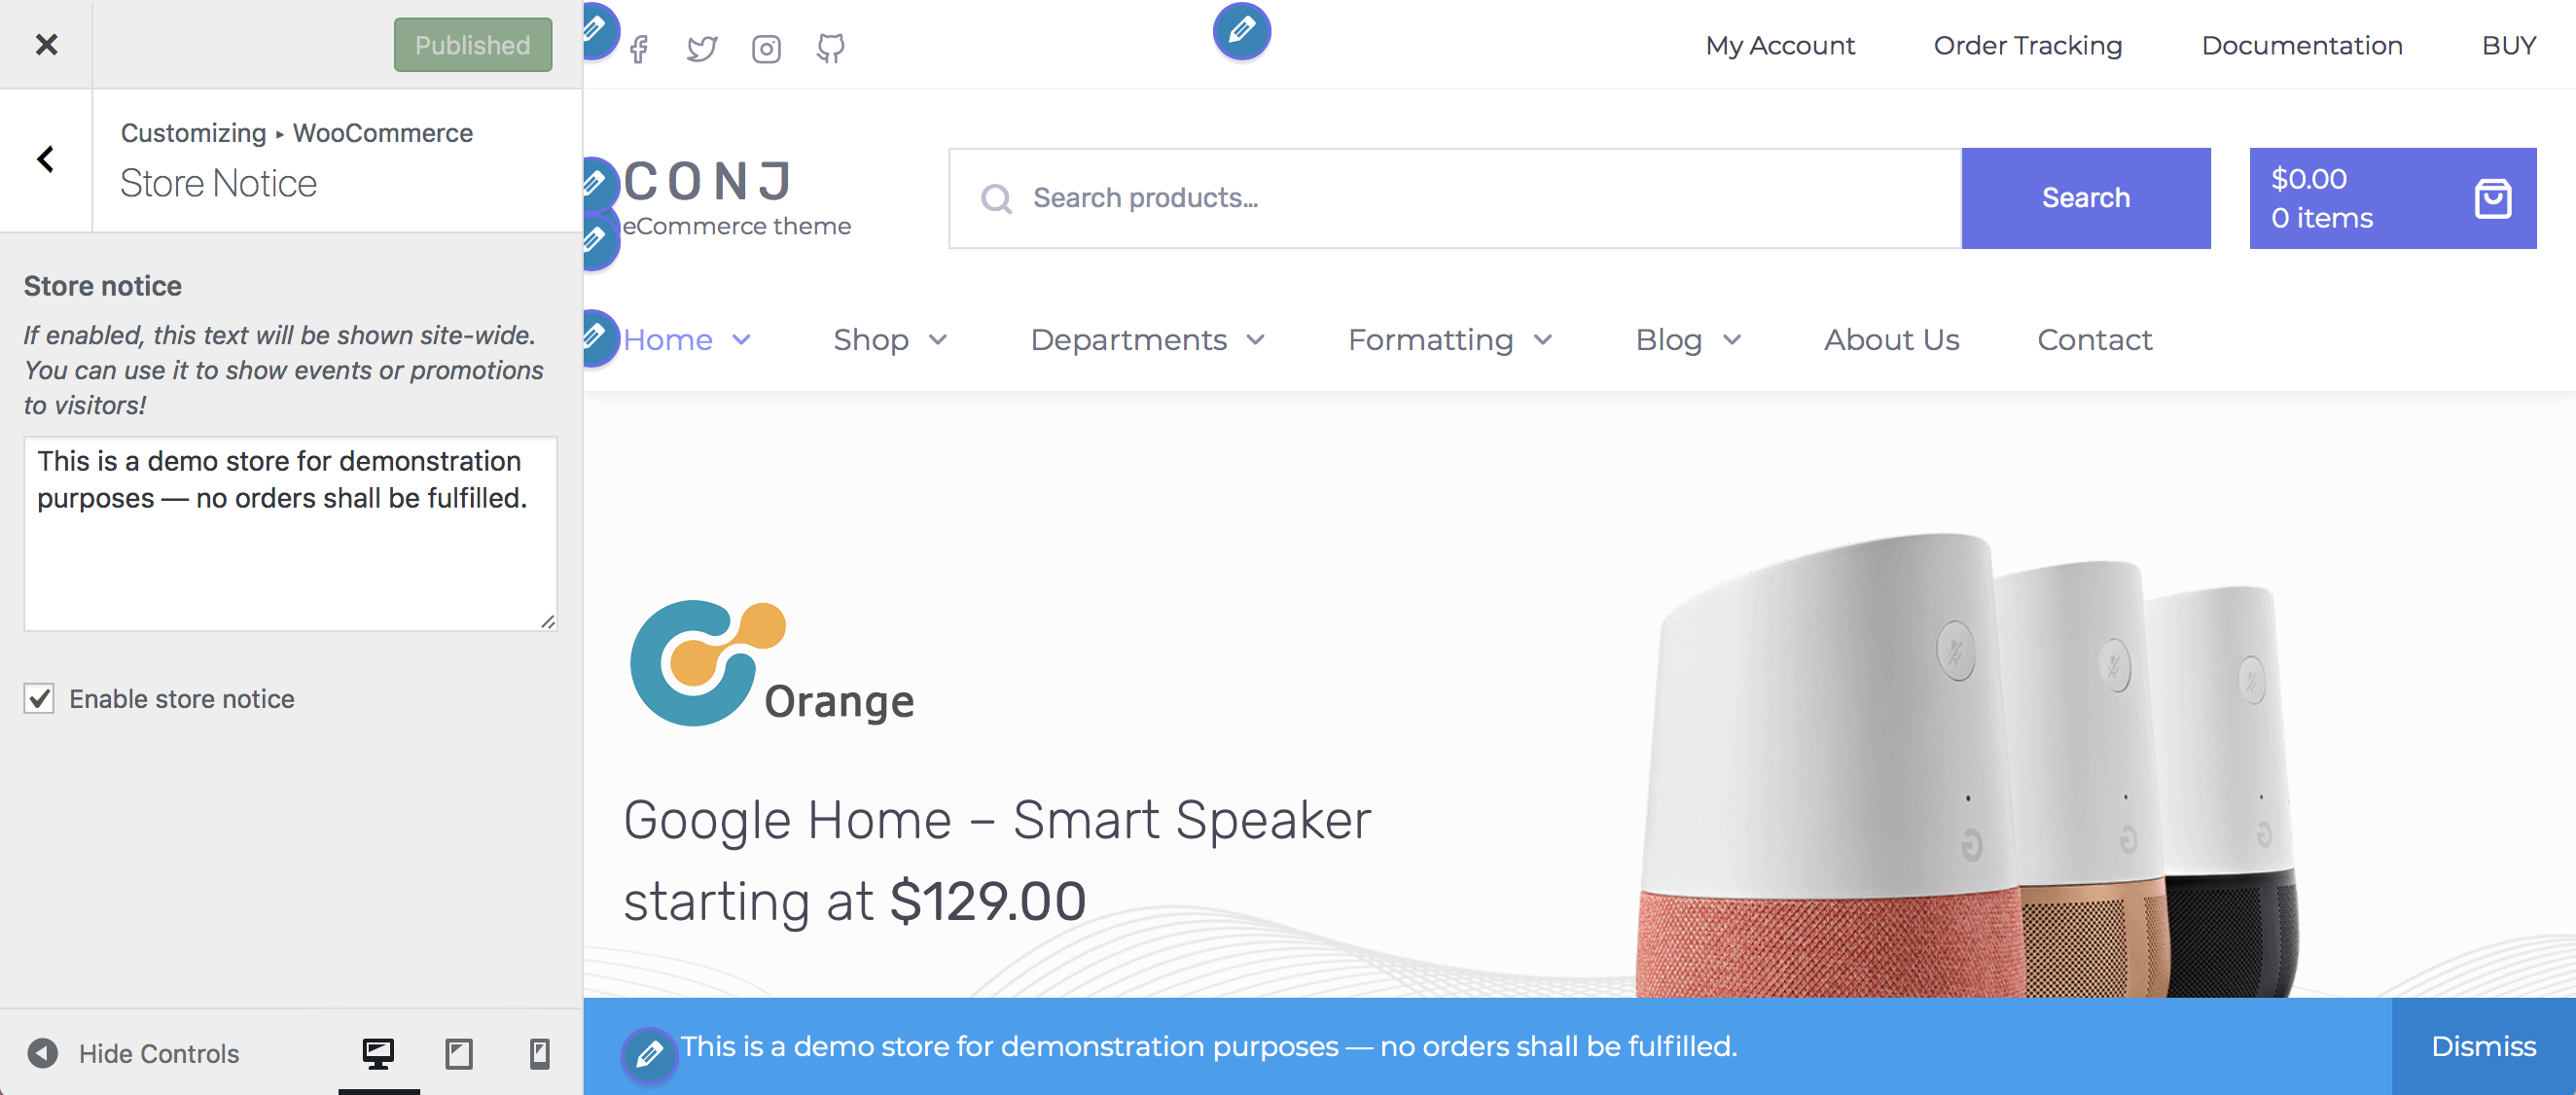 Published
Customizing ▸ WooCommerce
Store Notice
Store notice
If enabled, this text will be shown site-wide.
You can use it to show events or promotions
to visitors!
This is a demo store for demonstration
purposes — no orders shall be fulfilled.
Enable store notice
Hide Controls
My Account
Order Tracking
Documentation
BUY
CONJ
eCommerce theme
Search products...
Search
$0.00
0 items
Home
Shop
Departments
Formatting
Blog
About Us
Contact
Orange
Google Home – Smart Speaker
starting at $129.00
This is a demo store for demonstration purposes — no orders shall be fulfilled.
Dismiss